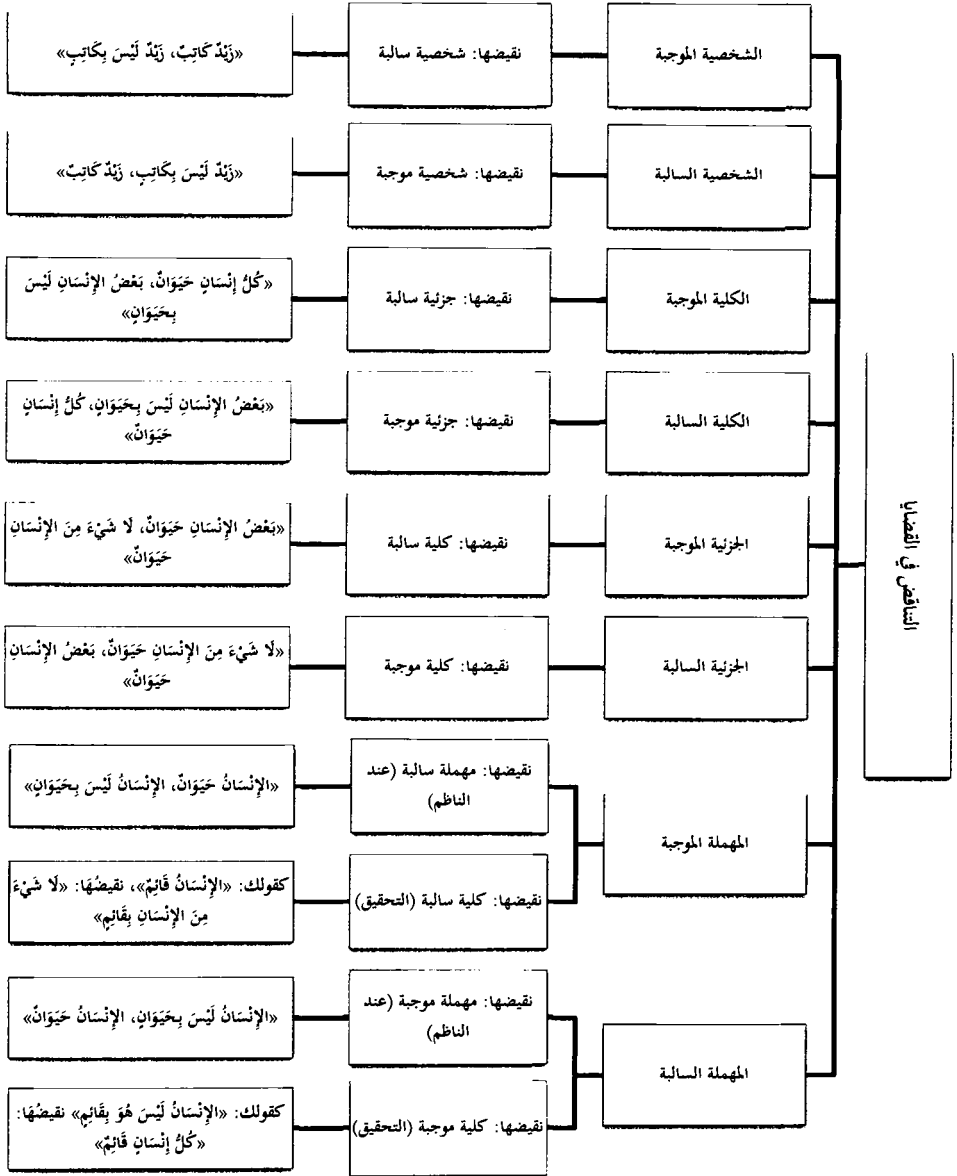 التناقض في القضايا
الشخصية الموجبة
نقيضها: شخصية سالبة
«زَيْدٌ كَاتِبٌ، زَيْدٌ لَيْسَ بِكَاتِبٍ»
الشخصية السالبة
نقيضها: شخصية موجبة
«زَيْدٌ لَيْسَ بِكَاتِبٍ، زَيْدٌ كَاتِبٌ»
الكلية الموجبة
نقيضها: جزئية سالبة
«كُلُّ إِنْسَانٍ حَيَوَانٌ، بَعْضُ الإِنْسَانِ لَيْسَ
بِحَيَوَانٍ»
الكلية السالبة
نقيضها: جزئية موجبة
«بَعْضُ الإِنْسَانِ لَيْسَ بِحَيَوَانٍ، كُلُّ إِنْسَانٍ
حَيَوَانٌ»
الجزئية الموجبة
نقيضها: كلية سالبة
«بَعْضُ الإِنْسَانِ حَيَوَانٌ، لَا شَيْءَ مِنَ الإِنْسَانِ
حَيَوَانٌ»
الجزئية السالبة
نقيضها: كلية موجبة
«لَا شَيْءَ مِنَ الإِنْسَانِ حَيَوَانٌ، بَعْضُ الإِنْسَانِ
حَيَوَانٌ»
المهملة الموجبة
نقيضها: مهملة سالبة (عند
الناظم)
«الإِنْسَانُ حَيَوَانٌ، الإِنْسَانُ لَيْسَ بِحَيَوَانٍ»
نقيضها: كلية سالبة (التحقيق)
كقولك: «الإِنْسَانُ قَائِمٌ»، نقيضُهَا: «لَا شَيْءَ
مِنَ الإِنْسَانِ بِقَائِمٍ»
المهملة السالبة
نقيضها: مهملة موجبة (عند
الناظم)
«الإِنْسَانُ لَيْسَ بِحَيَوَانٍ، الإِنْسَانُ حَيَوَانٌ»
نقيضها: كلية موجبة (التحقيق)
كقولك: «الإِنْسَانُ لَيْسَ هُوَ بِقَائِمٍ» نقيضُهَا:
«كُلُّ إِنْسَانٍ قَائِمٌ»